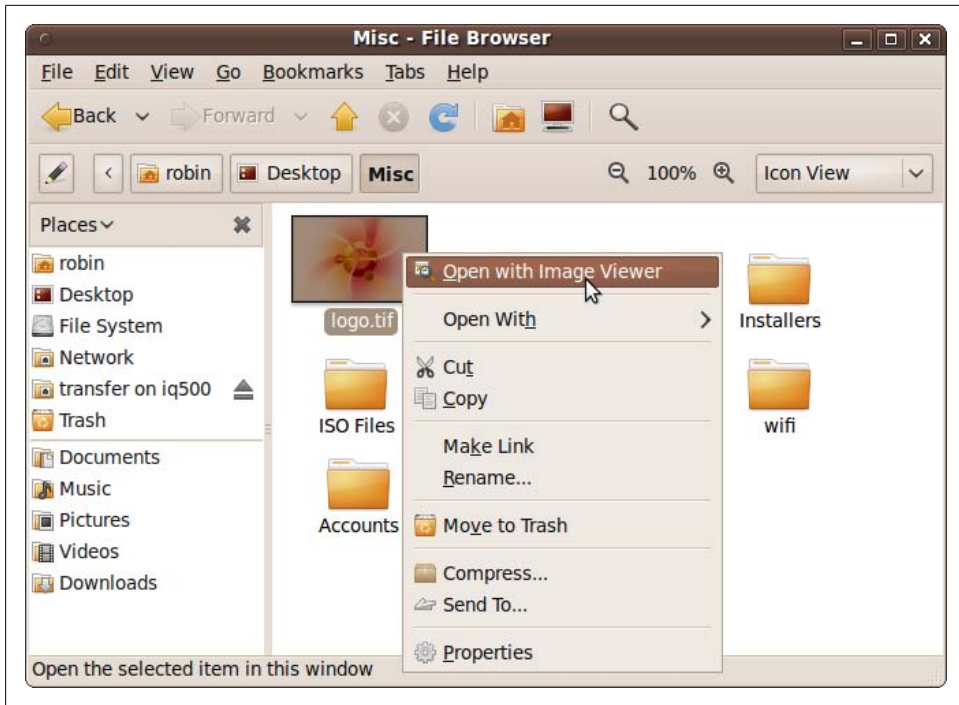 Misc - File Browser
File Edit View Go Bookmarks Tabs Help
Back Forward
robin Desktop Misc 100% Icon View
Places
robin
Desktop
File System
Network
transfer on iq500
Trash
Documents
Music
Pictures
Videos
Downloads
logo.tif
ISO Files
Accounts
Installers
wifi
Open with Image Viewer
Open With
Cut
Copy
Make Link
Rename...
Move to Trash
Compress...
Send To...
Properties
Open the selected item in this window